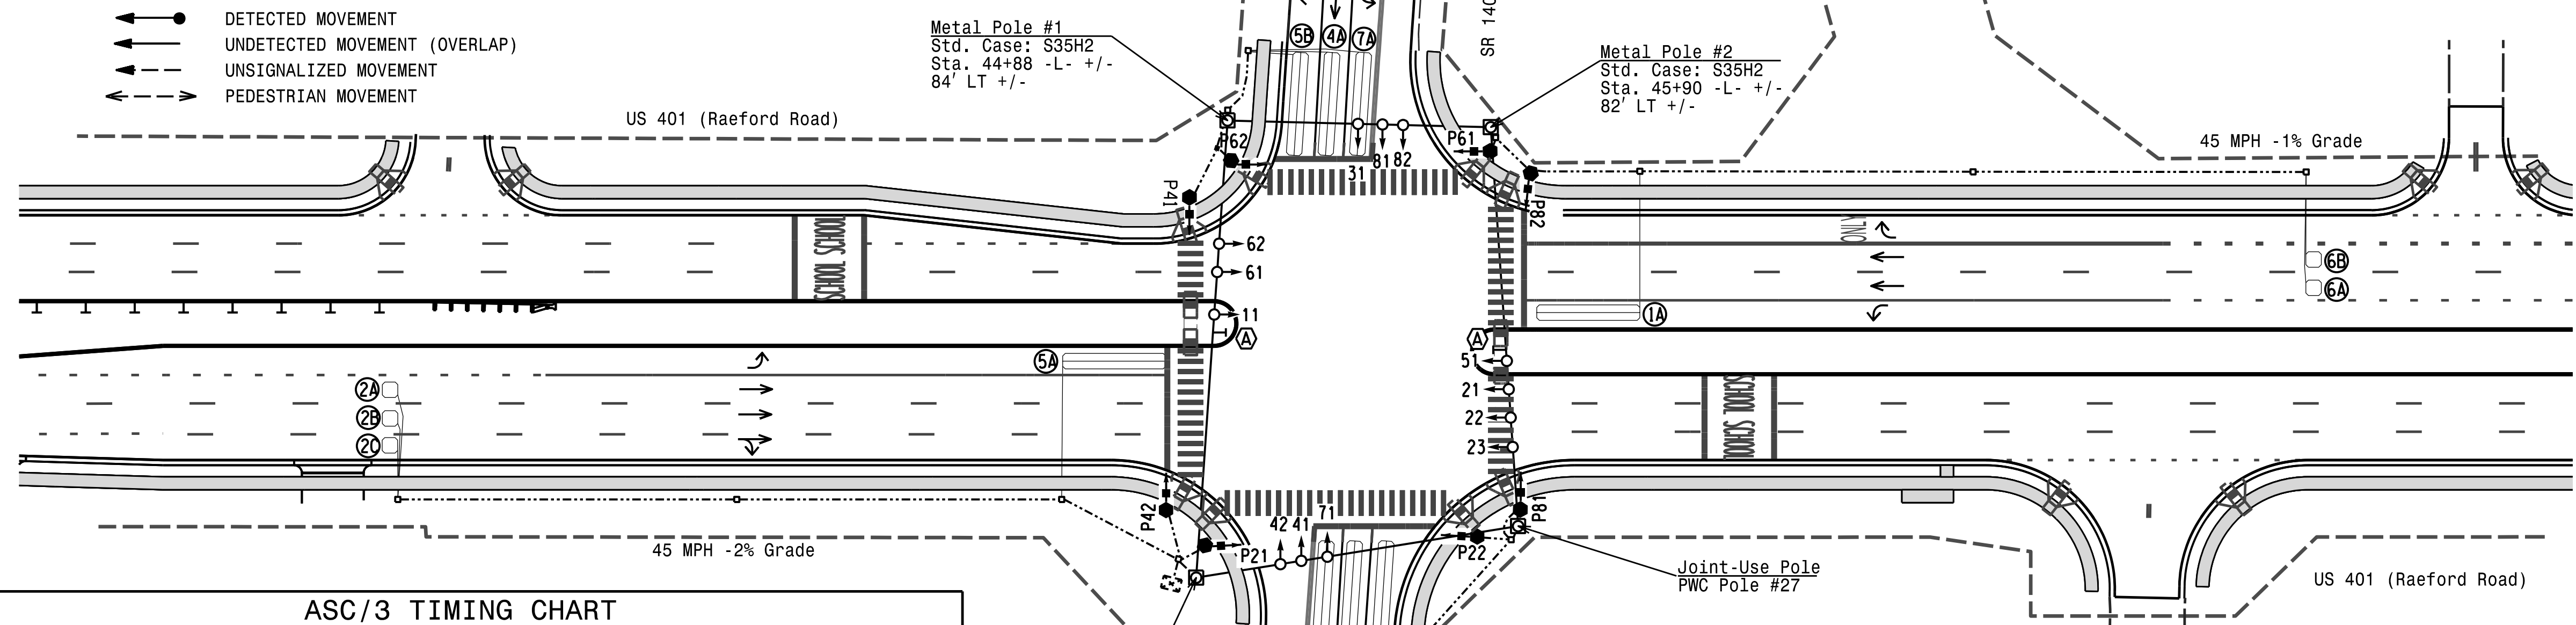 DETECTED MOVEMENT
UNDETECTED MOVEMENT (OVERLAP)
UNSIGNALIZED MOVEMENT
PEDESTRIAN MOVEMENT
Metal Pole #1
Std. Case: S35H2
Sta. 44+88 -L- +/-
84' LT +/-
5B
4A
7A
SR 140
Metal Pole #2
Std. Case: S35H2
Sta. 45+90 -L- +/-
82' LT +/-
US 401 (Raeford Road)
45 MPH -1% Grade
P62
P61
31
81
82
P41
P82
62
61
11
A
SCHOOL SCHOOL
ONLY
6B
6A
1A
A
51
21
22
23
5A
2A
2B
2C
SCHOOL SCHOOL
P42
P21
42
41
71
P22
P81
45 MPH -2% Grade
Joint-Use Pole
PWC Pole #27
US 401 (Raeford Road)
ASC/3 TIMING CHART